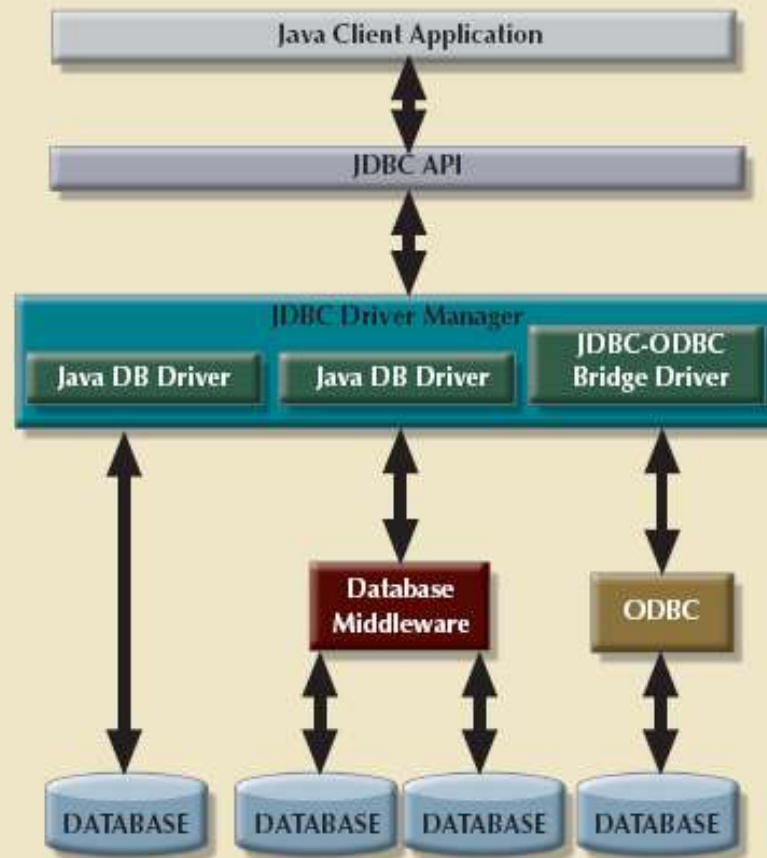 Java Client Application
JDBC API
JDBC Driver Manager
Java DB Driver
Java DB Driver
JDBC-ODBC
Bridge Driver
Database
Middleware
ODBC
DATABASE
DATABASE
DATABASE
DATABASE